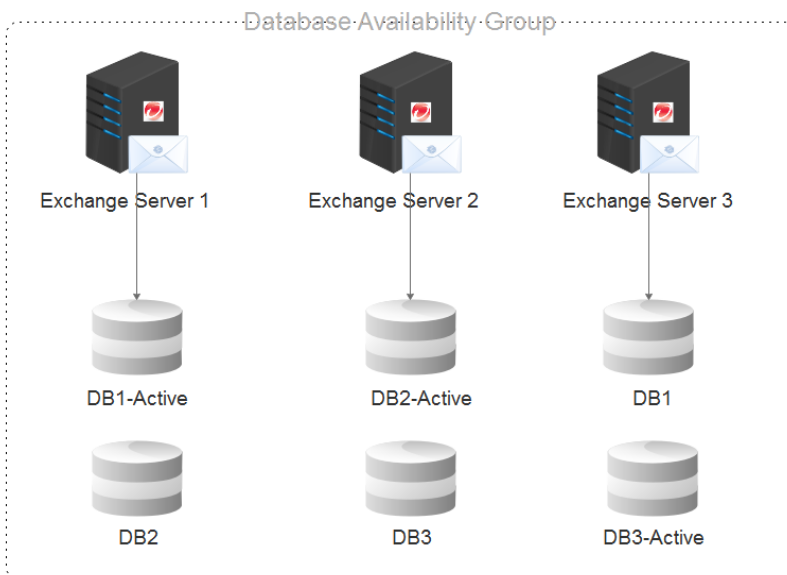 Database Availability Group
Exchange Server 1
Exchange Server 2
Exchange Server 3
DB1-Active
DB2-Active
DB1
DB2
DB3
DB3-Active